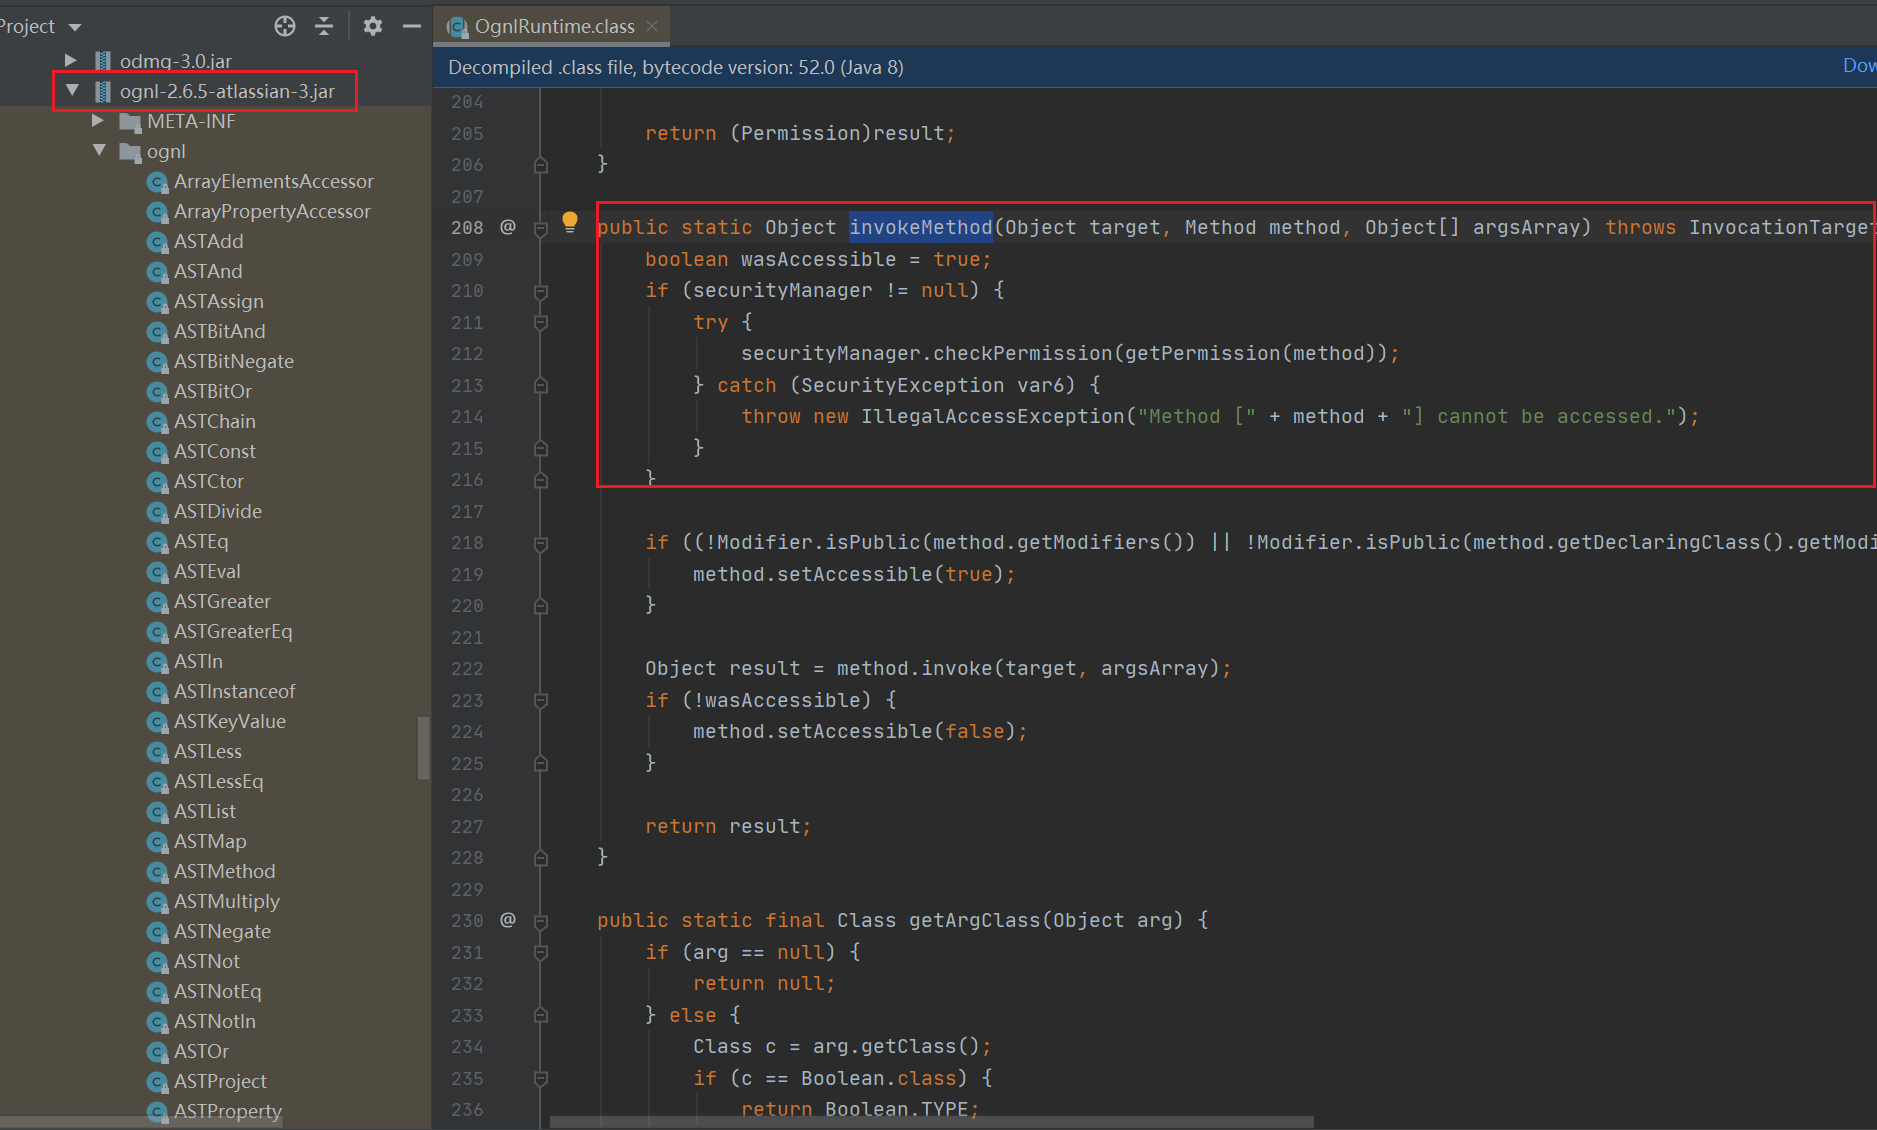 Project
odmg-3.0.jar
ognl-2.6.5-atlassian-3.jar
META-INF
ognl
ArrayElementsAccessor
ArrayPropertyAccessor
ASTAdd
ASTAnd
ASTAssign
ASTBitAnd
ASTBitNegate
ASTBitOr
ASTChain
ASTConst
ASTCtor
ASTDivide
ASTEq
ASTEval
ASTGreater
ASTGreaterEq
ASTIn
ASTInstanceof
ASTKeyValue
ASTLess
ASTLessEq
ASTList
ASTMap
ASTMethod
ASTMultiply
ASTNegate
ASTNot
ASTNotEq
ASTNotIn
ASTOr
ASTProject
ASTProperty
OgnlRuntime.class
Decompiled .class file, bytecode version: 52.0 (Java 8) Dow
204
205 return (Permission)result;
206 }
207
208 @ public static Object invokeMethod(Object target, Method method, Object[] argsArray) throws InvocationTarget
209 boolean wasAccessible = true;
210 if (securityManager != null) {
211 try {
212 securityManager.checkPermission(getPermission(method));
213 } catch (SecurityException var6) {
214 throw new IllegalAccessException("Method [" + method + "] cannot be accessed.");
215 }
216 }
217
218 if ((!Modifier.isPublic(method.getModifiers()) || !Modifier.isPublic(method.getDeclaringClass().getModi
219 method.setAccessible(true);
220 }
221
222 Object result = method.invoke(target, argsArray);
223 if (!wasAccessible) {
224 method.setAccessible(false);
225 }
226
227 return result;
228 }
229
230 @ public static final Class getArgClass(Object arg) {
231 if (arg == null) {
232 return null;
233 } else {
234 Class c = arg.getClass();
235 if (c == Boolean.class) {
236 return Boolean.TYPE;